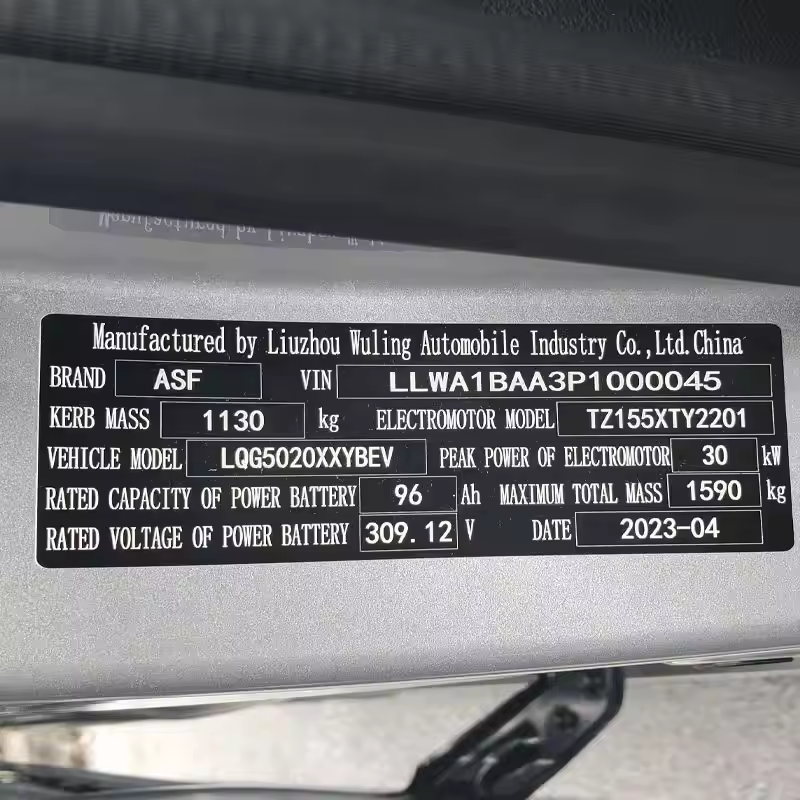 Manufactured by Liuzhou Wuling Automobile Industry Co.,Ltd.China
BRAND ASF VIN LLWA1BAA3P1000045
KERB MASS 1130 kg ELECTROMOTOR MODEL TZ155XTY2201
VEHICLE MODEL LQG5020XXYBEV PEAK POWER OF ELECTROMOTOR 30 kW
RATED CAPACITY OF POWER BATTERY 96 Ah MAXIMUM TOTAL MASS 1590 kg
RATED VOLTAGE OF POWER BATTERY 309.12 V DATE 2023-04